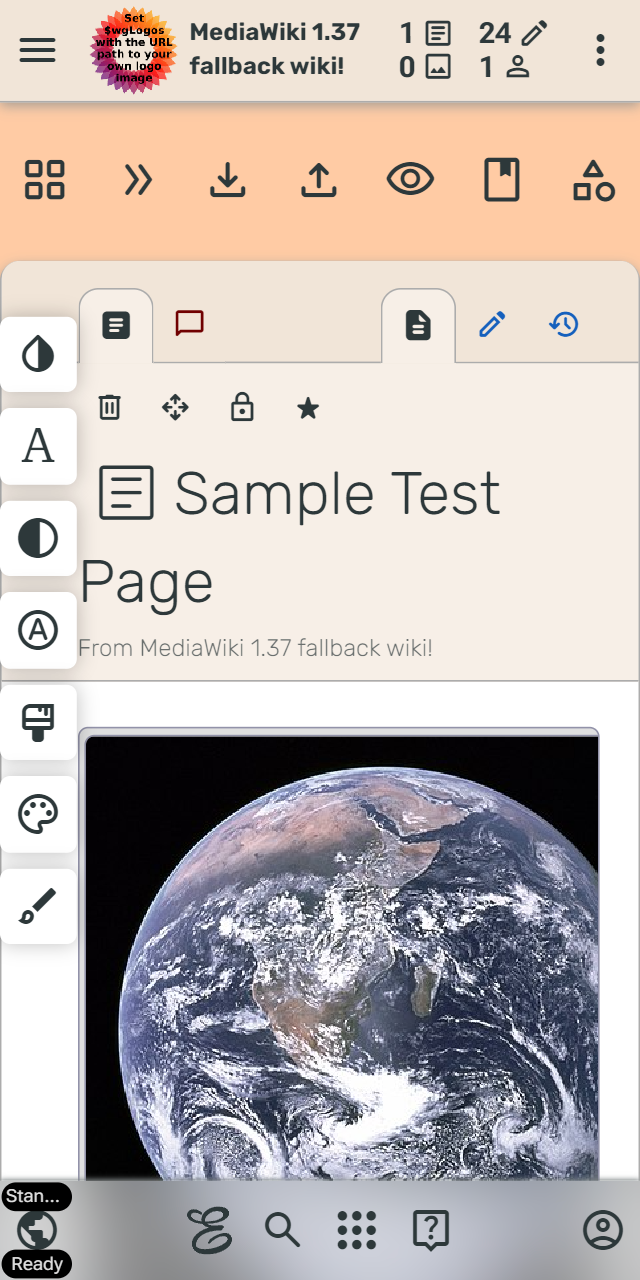 Set
$wgLogos
with the URL
path to your
own logo
image
MediaWiki 1.37
fallback wiki!
1
24
0
1
A
A
Sample Test
Page
From MediaWiki 1.37 fallback wiki!
Stan...
Ready